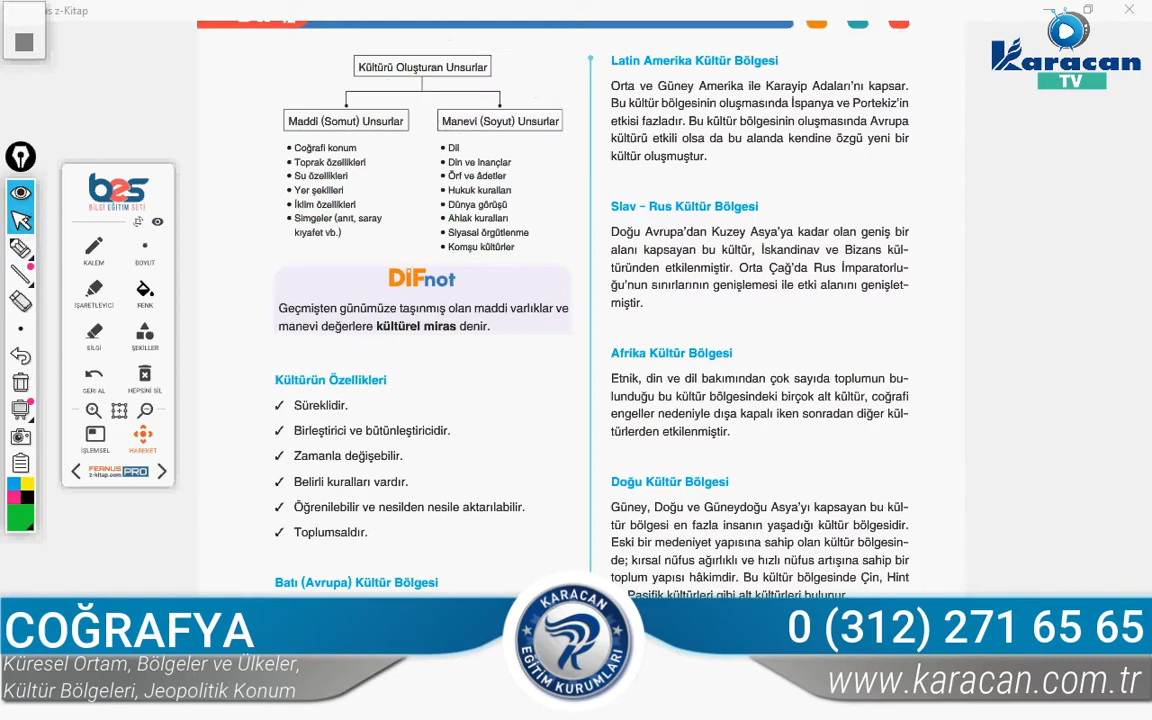 us z-Kitap
Karacan
TV
Kültürü Oluşturan Unsurlar
Maddi (Somut) Unsurlar
Manevi (Soyut) Unsurlar
• Coğrafi konum
• Toprak özellikleri
• Su özellikleri
• Yer şekilleri
• İklim özellikleri
• Simgeler (anıt, saray
kıyafet vb.)
• Dil
• Din ve inançlar
• Örf ve âdetler
• Hukuk kuralları
• Dünya görüşü
• Ahlak kuralları
• Siyasal örgütlenme
• Komşu kültürler
DİFnot
Geçmişten günümüze taşınmış olan maddi varlıklar ve
manevi değerlere kültürel miras denir.
Kültürün Özellikleri
✓ Süreklidir.
✓ Birleştirici ve bütünleştiricidir.
✓ Zamanla değişebilir.
✓ Belirli kuralları vardır.
✓ Öğrenilebilir ve nesilden nesile aktarılabilir.
✓ Toplumsaldır.
Batı (Avrupa) Kültür Bölgesi
Latin Amerika Kültür Bölgesi
Orta ve Güney Amerika ile Karayip Adaları’nı kapsar.
Bu kültür bölgesinin oluşmasında İspanya ve Portekiz’in
etkisi fazladır. Bu kültür bölgesinin oluşmasında Avrupa
kültürü etkili olsa da bu alanda kendine özgü yeni bir
kültür oluşmuştur.
Slav – Rus Kültür Bölgesi
Doğu Avrupa’dan Kuzey Asya’ya kadar olan geniş bir
alanı kapsayan bu kültür, İskandinav ve Bizans kül-
türünden etkilenmiştir. Orta Çağ’da Rus İmparatorlu-
ğu’nun sınırlarının genişlemesi ile etki alanını genişlet-
miştir.
Afrika Kültür Bölgesi
Etnik, din ve dil bakımından çok sayıda toplumun bu-
lunduğu bu kültür bölgesindeki birçok alt kültür, coğrafi
engeller nedeniyle dışa kapalı iken sonradan diğer kül-
türlerden etkilenmiştir.
Doğu Kültür Bölgesi
Güney, Doğu ve Güneydoğu Asya’yı kapsayan bu kül-
tür bölgesi en fazla insanın yaşadığı kültür bölgesidir.
Eski bir medeniyet yapısına sahip olan kültür bölgesin-
de; kırsal nüfus ağırlıklı ve hızlı nüfus artışına sahip bir
toplum yapısı hâkimdir. Bu kültür bölgesinde Çin, Hint
Pasifik kültürleri gibi alt kültürleri bulunur.
bes
BİLGİ EĞİTİM SETİ
KALEM
BOYUT
İŞARETLEYİCİ
RENK
SİLGİ
ŞEKİLLER
GERİ AL
HEPSİNİ SİL
İŞLEMSEL
HAREKET
FERNUS PRO
z-kitap.com
COĞRAFYA
Küresel Ortam, Bölgeler ve Ülkeler,
Kültür Bölgeleri, Jeopolitik Konum
KARACAN
EĞİTİM KURUMLARI
0 (312) 271 65 65
www.karacan.com.tr